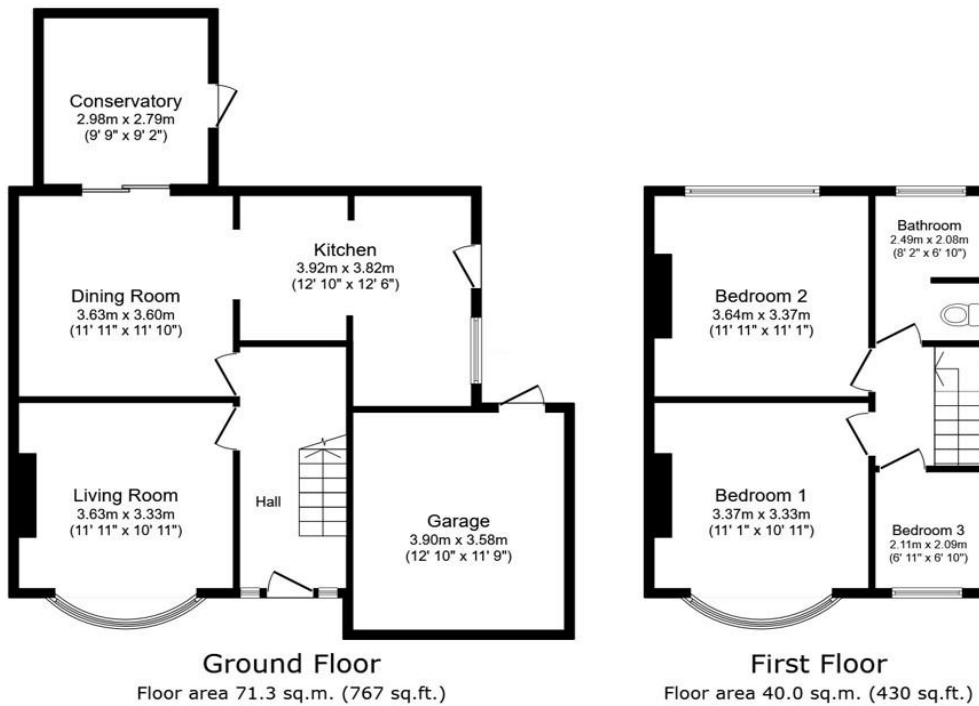 Conservatory
2.98m x 2.79m
(9' 9" x 9' 2")
Kitchen
3.92m x 3.82m
(12' 10" x 12' 6")
Dining Room
3.63m x 3.60m
(11' 11" x 11' 10")
Living Room
3.63m x 3.33m
(11' 11" x 10' 11")
Hall
Garage
3.90m x 3.58m
(12' 10" x 11' 9")
Ground Floor
Floor area 71.3 sq.m. (767 sq.ft.)
Bathroom
2.49m x 2.08m
(8' 2" x 6' 10")
Bedroom 2
3.64m x 3.37m
(11' 11" x 11' 1")
Bedroom 1
3.37m x 3.33m
(11' 1" x 10' 11")
Bedroom 3
2.11m x 2.09m
(6' 11" x 6' 10")
First Floor
Floor area 40.0 sq.m. (430 sq.ft.)